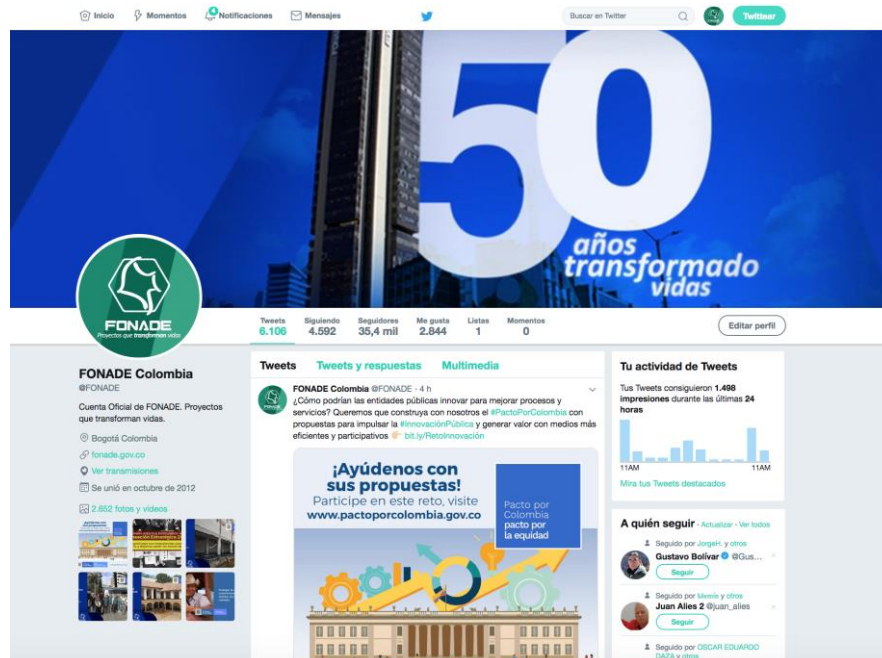 Inicio
Momentos
4
Notificaciones
Mensajes
Buscar en Twitter
Twittear
50
años
transformado
vidas
FONADE
Proyectos que transforman vidas
Tweets
6.106
Siguiendo
4.592
Seguidores
35,4 mil
Me gusta
2.844
Listas
1
Momentos
0
Editar perfil
FONADE Colombia
@FONADE
Cuenta Oficial de FONADE. Proyectos
que transforman vidas.
Bogotá Colombia
fonade.gov.co
Ver transmisiones
Se unió en octubre de 2012
2.652 fotos y videos
Tweets
Tweets y respuestas
Multimedia
FONADE Colombia @FONADE · 4 h
¿Cómo podrían las entidades públicas innovar para mejorar procesos y
servicios? Queremos que construya con nosotros el #PactoPorColombia con
propuestas para impulsar la #InnovaciónPública y generar valor con medios más
eficientes y participativos bit.ly/RetoInnovación
¡Ayúdenos con
sus propuestas!
Participe en este reto, visite
www.pactoporcolombia.gov.co
Pacto por
Colombia
pacto por
la equidad
Tu actividad de Tweets
Tus Tweets consiguieron 1.498
impresiones durante las últimas 24
horas
11AM
11AM
Mira tus Tweets destacados
A quién seguir · Actualizar · Ver todos
Seguido por JorgeH. y otros
Gustavo Bolívar @Gus...
Seguir
Seguido por Memie y otros
Juan Alies 2 @juan_alies
Seguir
Seguido por OSCAR EDUARDO
DAZA y otros